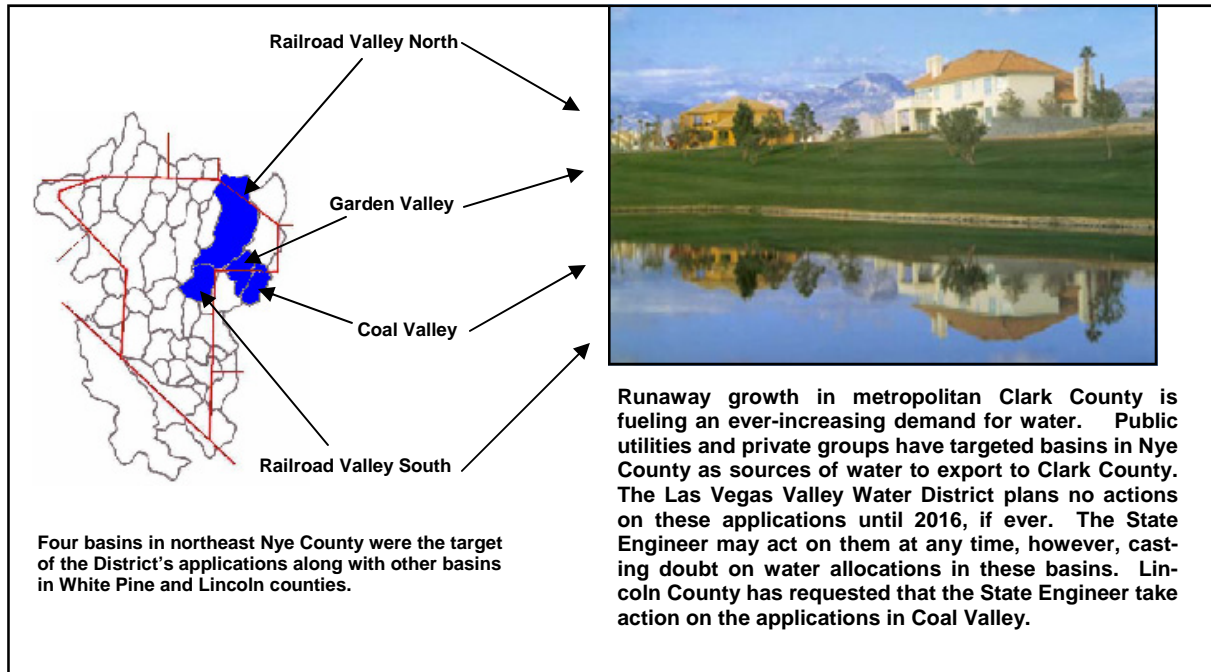 Railroad Valley North
Garden Valley
Coal Valley
Railroad Valley South
Four basins in northeast Nye County were the target
of the District's applications along with other basins
in White Pine and Lincoln counties.
Runaway growth in metropolitan Clark County is
fueling an ever-increasing demand for water. Public
utilities and private groups have targeted basins in Nye
County as sources of water to export to Clark County.
The Las Vegas Valley Water District plans no actions
on these applications until 2016, if ever. The State
Engineer may act on them at any time, however, cast-
ing doubt on water allocations in these basins. Lin-
coln County has requested that the State Engineer take
action on the applications in Coal Valley.